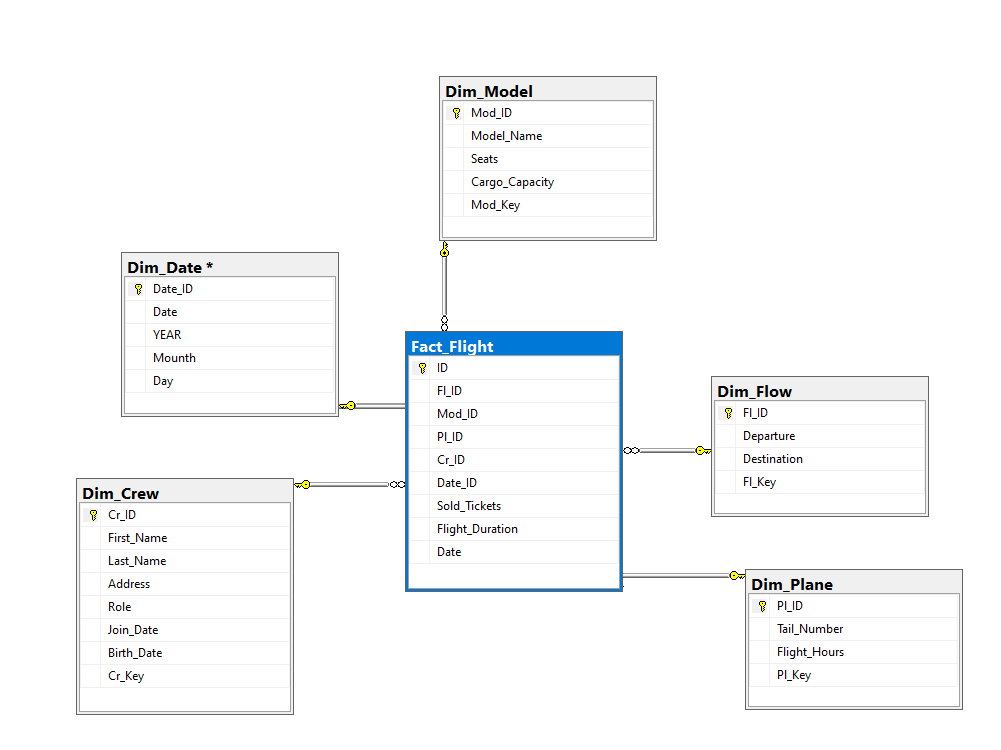 Dim_Model
Mod_ID
Model_Name
Seats
Cargo_Capacity
Mod_Key
Dim_Date *
Date_ID
Date
YEAR
Mounth
Day
Fact_Flight
ID
Fl_ID
Mod_ID
Pl_ID
Cr_ID
Date_ID
Sold_Tickets
Flight_Duration
Date
Dim_Flow
Fl_ID
Departure
Destination
Fl_Key
Dim_Crew
Cr_ID
First_Name
Last_Name
Address
Role
Join_Date
Birth_Date
Cr_Key
Dim_Plane
Pl_ID
Tail_Number
Flight_Hours
Pl_Key